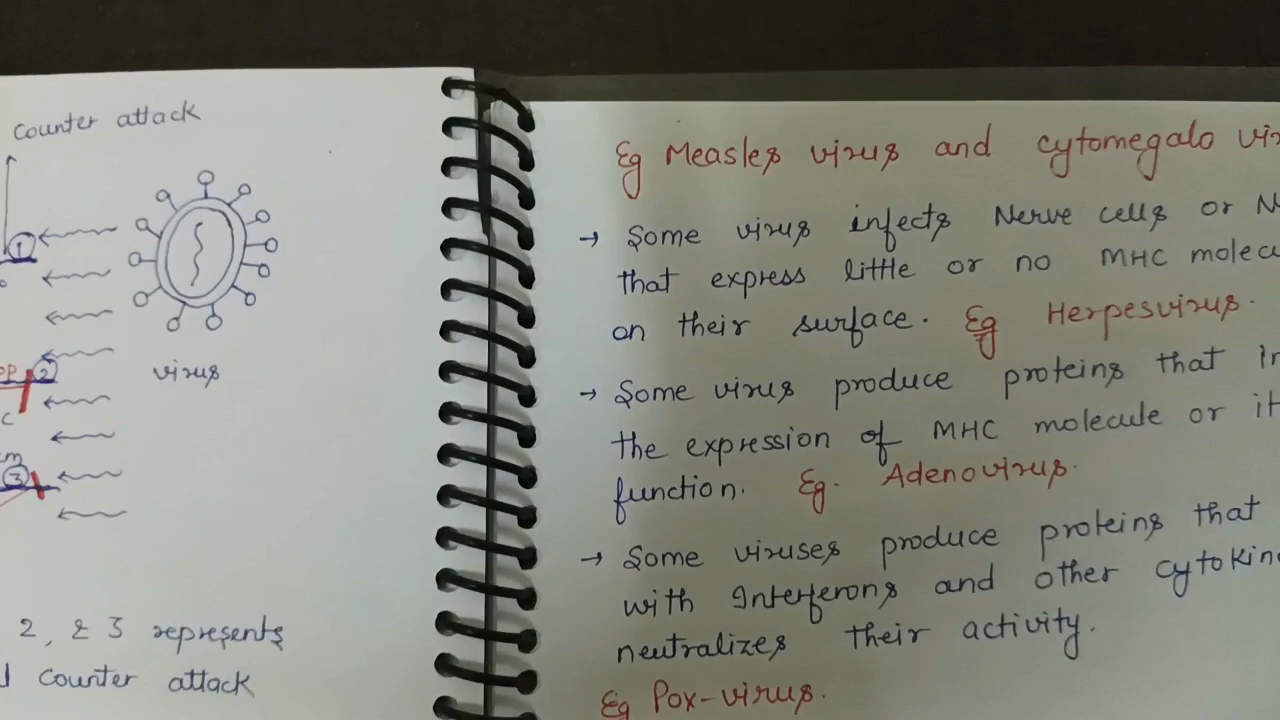 Counter attack
1
2
3
virus
2, & 3 represents
counter attack
Eg Measles virus and cytomegalo
→ Some virus infects Nerve cells or
that express little or no MHC
on their surface. Eg Herpesvirus.
→ Some virus produce proteins that
the expression of MHC molecule or
function. Eg. Adenovirus.
→ Some viruses produce proteins that
with Interferons and other
neutralizes their activity.
Eg Pox-virus.